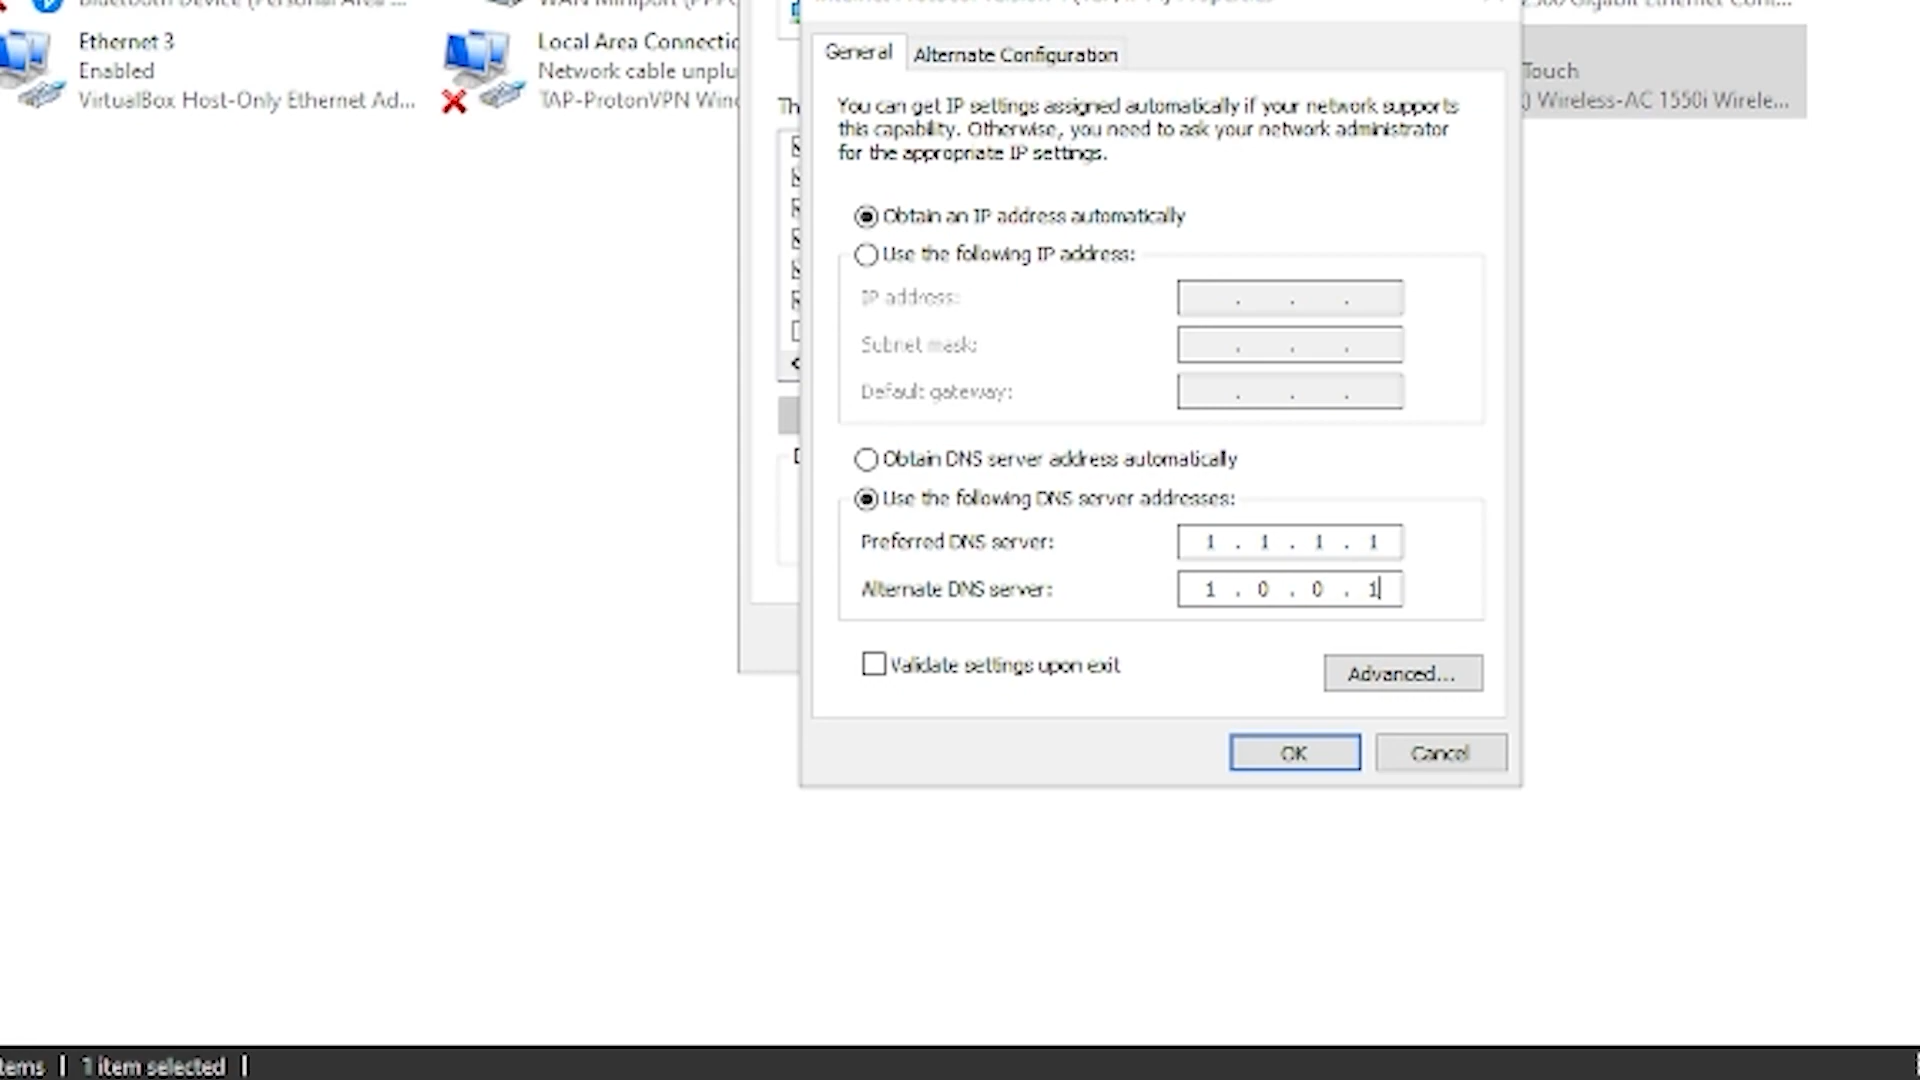 Ethernet 3
Enabled
VirtualBox Host-Only Ethernet Ad...
Local Area Connectio
Network cable unplu
TAP-ProtonVPN Wind
Th
General
Alternate Configuration
You can get IP settings assigned automatically if your network supports
this capability. Otherwise, you need to ask your network administrator
for the appropriate IP settings.
Obtain an IP address automatically
Use the following IP address:
IP address:
. . .
Subnet mask:
. . .
Default gateway:
. . .
Obtain DNS server address automatically
Use the following DNS server addresses:
Preferred DNS server:
1 . 1 . 1 . 1
Alternate DNS server:
1 . 0 . 0 . 1
Validate settings upon exit
Advanced...
OK
Cancel
Touch
) Wireless-AC 1550i Wirele...
tems | 1 item selected |